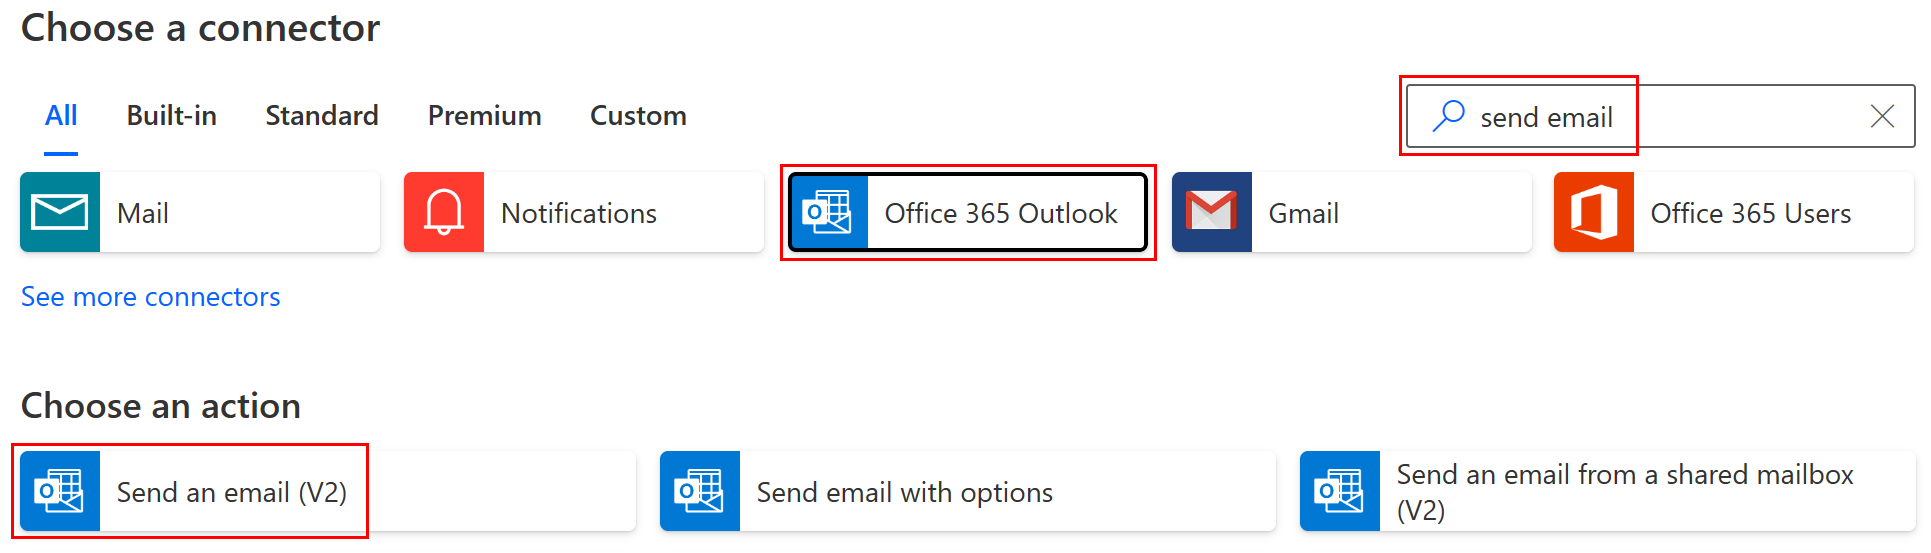 Choose a connector
All Built-in Standard Premium Custom
send email
Mail
Notifications
Office 365 Outlook
Gmail
Office 365 Users
See more connectors
Choose an action
Send an email (V2)
Send email with options
Send an email from a shared mailbox
(V2)